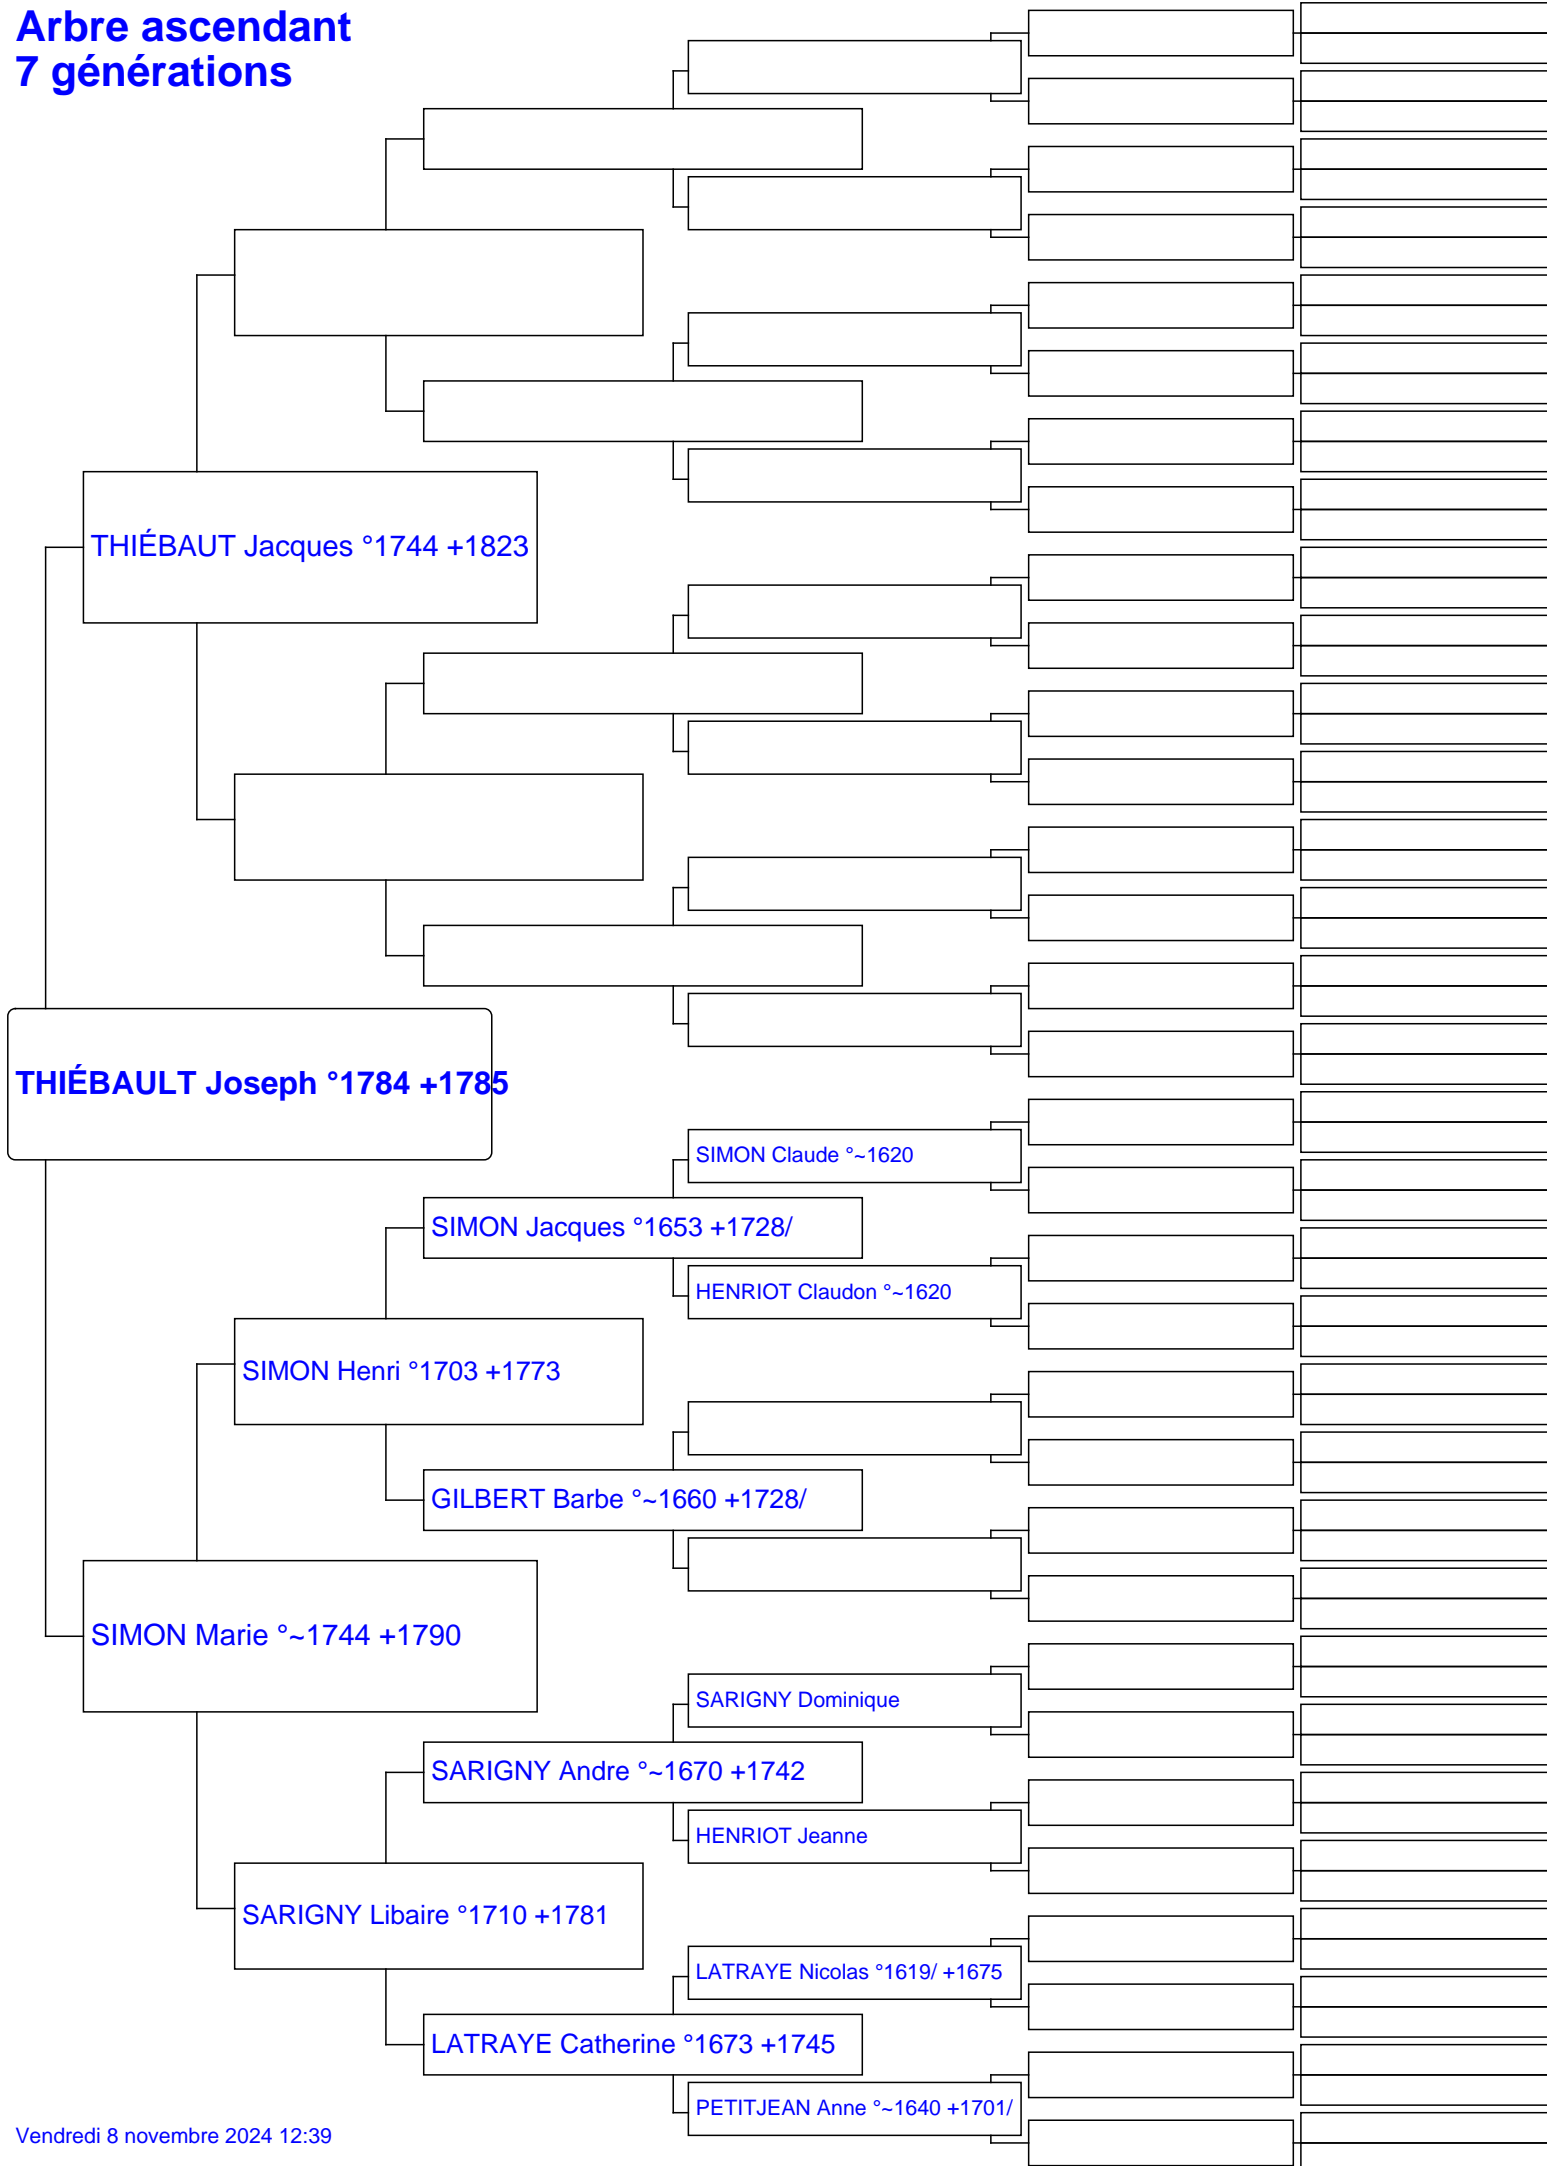 Arbre ascendant
7 générations
THIÉBAUT Jacques °1744 +1823
THIÉBAULT Joseph °1784 +1785
SIMON Claude °~1620
SIMON Jacques °1653 +1728/
HENRIOT Claudon °~1620
SIMON Henri °1703 +1773
GILBERT Barbe °~1660 +1728/
SIMON Marie °~1744 +1790
SARIGNY Dominique
SARIGNY Andre °~1670 +1742
HENRIOT Jeanne
SARIGNY Libaire °1710 +1781
LATRAYE Nicolas °1619/ +1675
LATRAYE Catherine °1673 +1745
PETITJEAN Anne °~1640 +1701/
Vendredi 8 novembre 2024 12:39